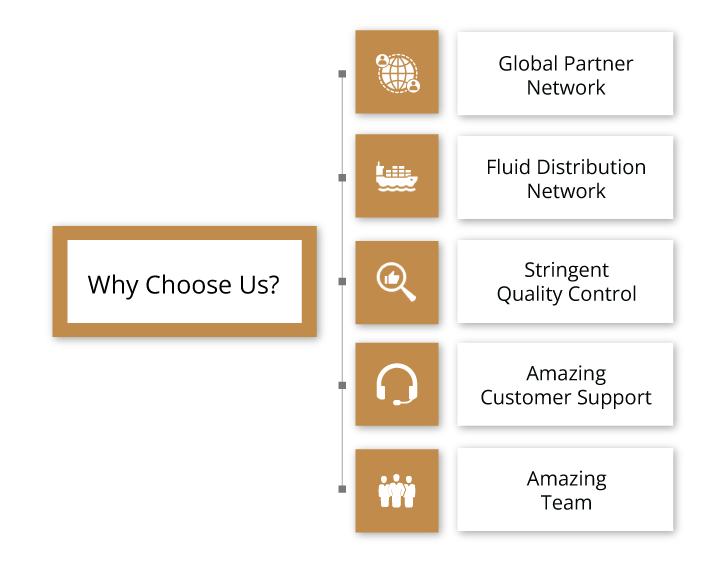 Why Choose Us?
Global Partner
Network
Fluid Distribution
Network
Stringent
Quality Control
Amazing
Customer Support
Amazing
Team